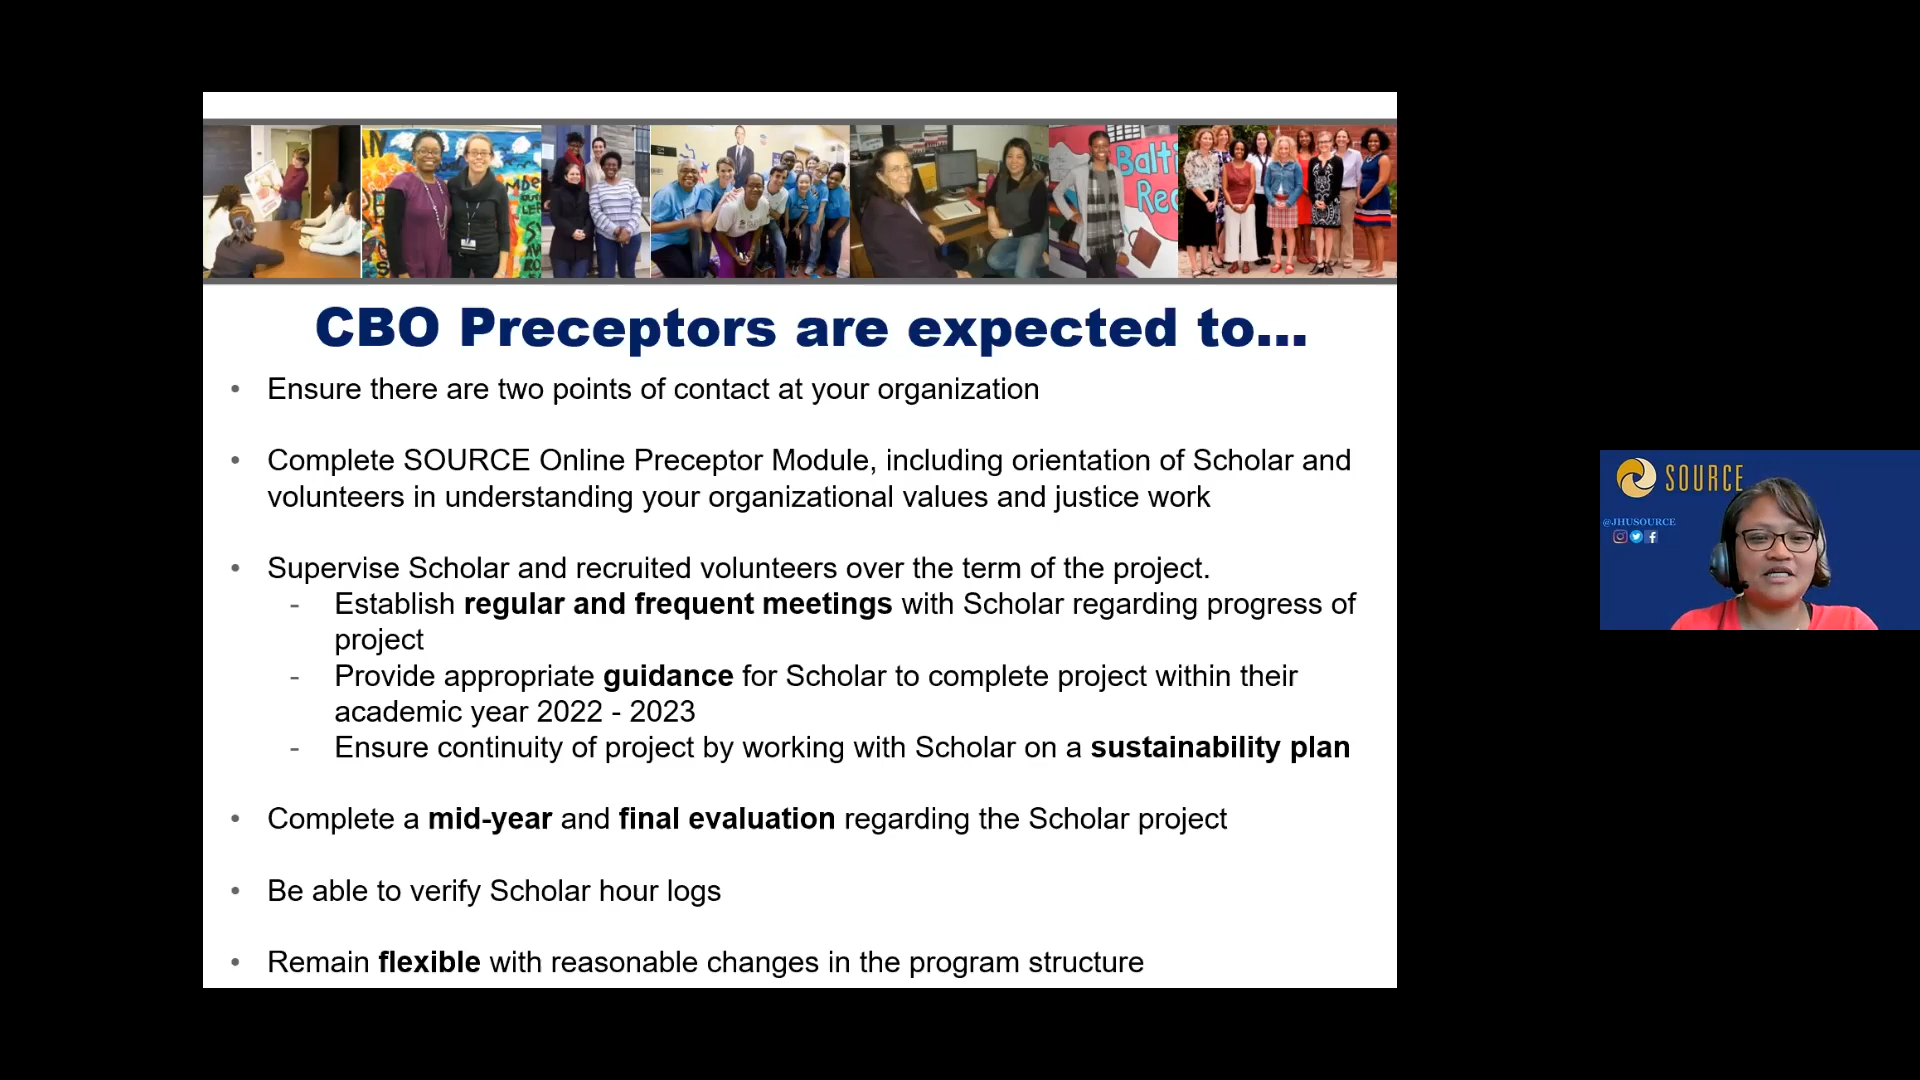 Balti
Rec
CBO Preceptors are expected to...
• Ensure there are two points of contact at your organization
• Complete SOURCE Online Preceptor Module, including orientation of Scholar and
volunteers in understanding your organizational values and justice work
• Supervise Scholar and recruited volunteers over the term of the project.
- Establish regular and frequent meetings with Scholar regarding progress of
project
- Provide appropriate guidance for Scholar to complete project within their
academic year 2022 - 2023
- Ensure continuity of project by working with Scholar on a sustainability plan
• Complete a mid-year and final evaluation regarding the Scholar project
• Be able to verify Scholar hour logs
• Remain flexible with reasonable changes in the program structure
SOURCE
@JHUSOURCE